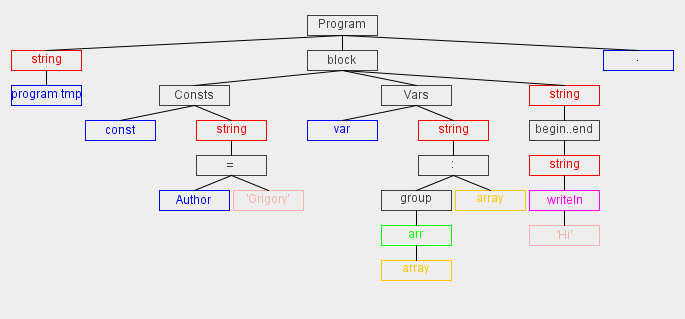 Program
string
block
.
program tmp
Consts
Vars
string
const
string
var
string
begin..end
=
:
string
Author
'Grigory'
group
array
writeln
arr
'Hi'
array